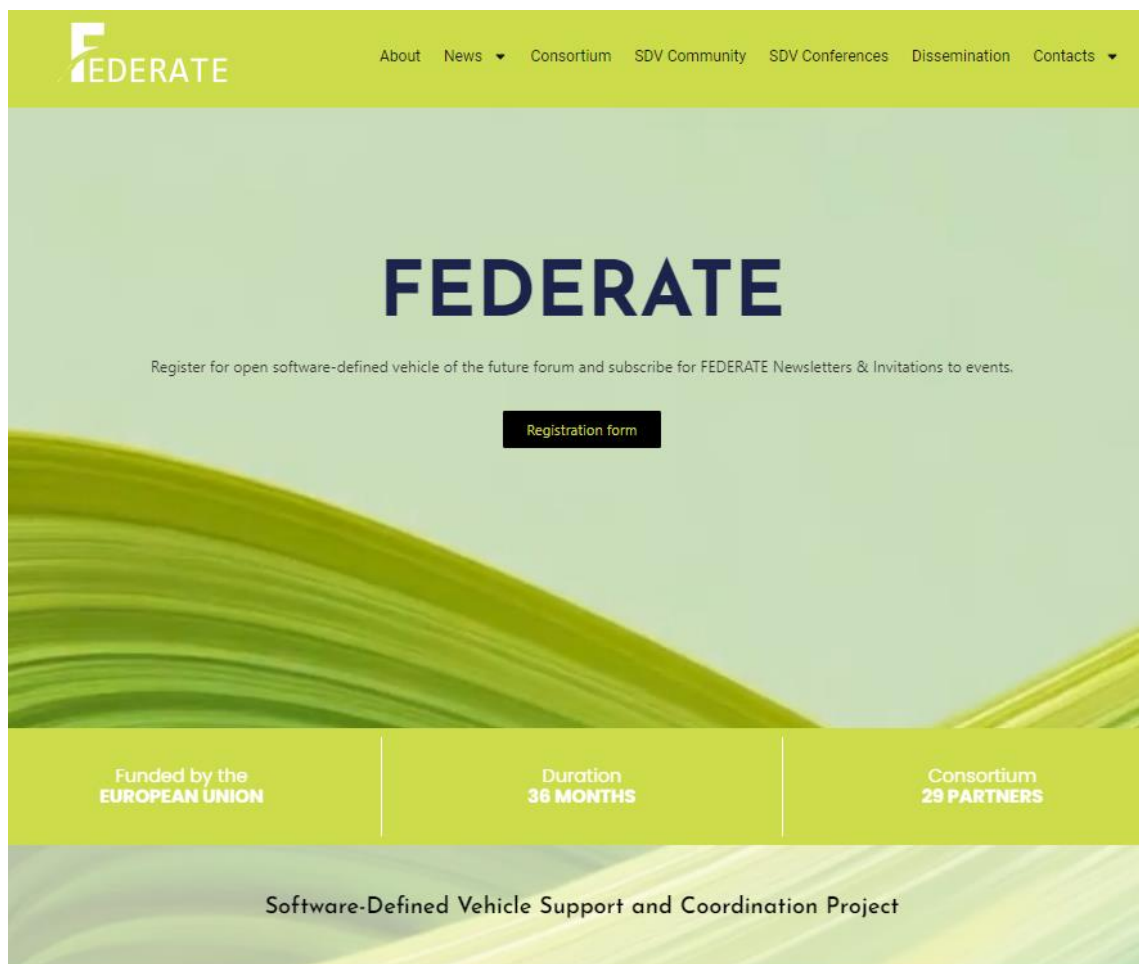 FEDERATE
About News Consortium SDV Community SDV Conferences Dissemination Contacts
FEDERATE
Register for open software-defined vehicle of the future forum and subscribe for FEDERATE Newsletters & Invitations to events.
Registration form
Funded by the
EUROPEAN UNION
Duration
36 MONTHS
Consortium
29 PARTNERS
Software-Defined Vehicle Support and Coordination Project